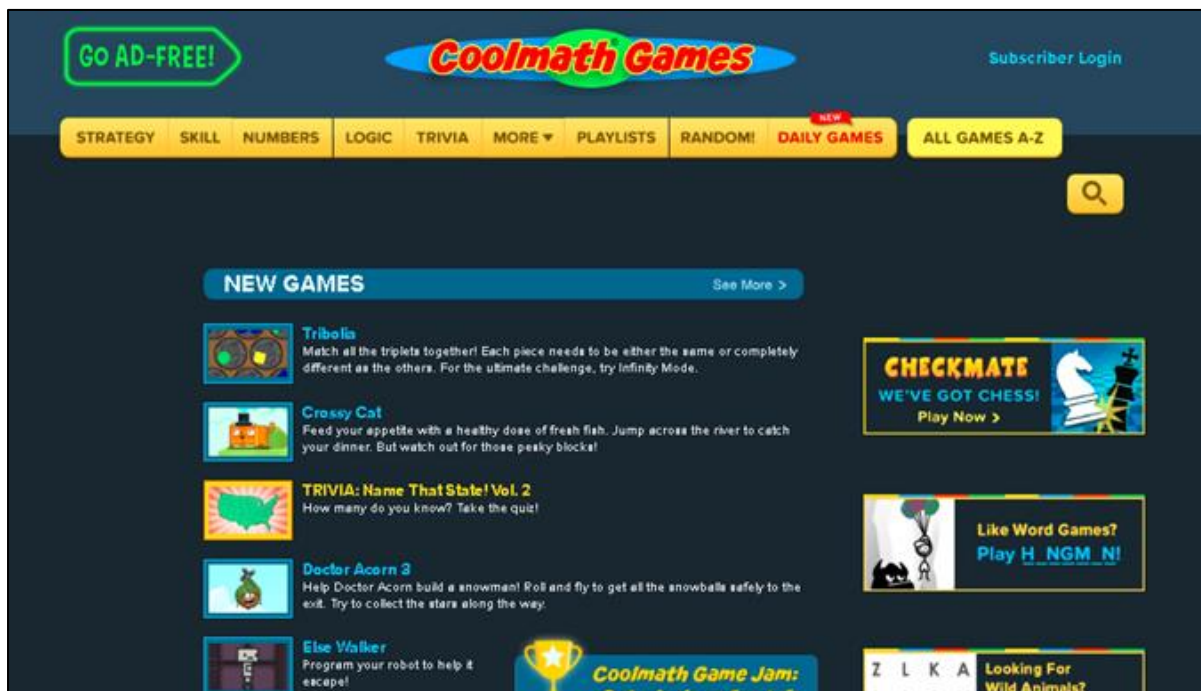 GO AD-FREE!
Coolmath Games
Subscriber Login
STRATEGY SKILL NUMBERS LOGIC TRIVIA MORE PLAYLISTS RANDOM! DAILY GAMES ALL GAMES A-Z
NEW
NEW GAMES
See More >
Tribolia
Match all the triplets together! Each piece needs to be either the same or completely
different as the others. For the ultimate challenge, try Infinity Mode.
Crossy Cat
Feed your appetite with a healthy dose of fresh fish. Jump across the river to catch
your dinner. But watch out for those pesky blocks!
TRIVIA: Name That State! Vol. 2
How many do you know? Take the quiz!
Doctor Acorn 3
Help Doctor Acorn build a snowman! Roll and fly to get all the snowballs safely to the
exit. Try to collect the stars along the way.
Else Walker
Program your robot to help it
escape!
Coolmath Game Jam:
CHECKMATE
WE'VE GOT CHESS!
Play Now >
Like Word Games?
Play H_NGM_N!
Z L K A
Looking For
Wild Animals?